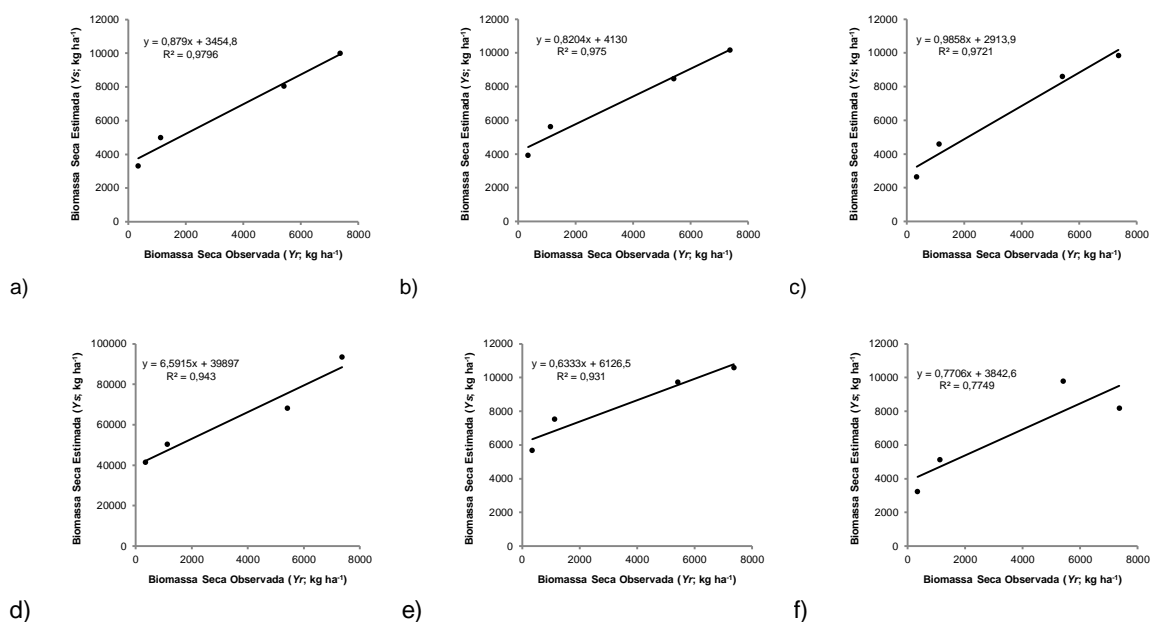 12000
10000
8000
6000
4000
2000
0
0 2000 4000 6000 8000
y = 0,879x + 3454,8
R² = 0,9796
Biomassa Seca Estimada (Ys; kg ha⁻¹)
Biomassa Seca Observada (Yr; kg ha⁻¹)
a)
12000
10000
8000
6000
4000
2000
0
0 2000 4000 6000 8000
y = 0,8204x + 4130
R² = 0,975
Biomassa Seca Estimada (Ys; kg ha⁻¹)
Biomassa Seca Observada (Yr; kg ha⁻¹)
b)
12000
10000
8000
6000
4000
2000
0
0 2000 4000 6000 8000
y = 0,9858x + 2913,9
R² = 0,9721
Biomassa Seca Estimada (Ys; kg ha⁻¹)
Biomassa Seca Observada (Yr; kg ha⁻¹)
c)
100000
80000
60000
40000
20000
0
0 2000 4000 6000 8000
y = 6,5915x + 39897
R² = 0,943
Biomassa Seca Estimada (Ys; kg ha⁻¹)
Biomassa Seca Observada (Yr; kg ha⁻¹)
d)
12000
10000
8000
6000
4000
2000
0
0 2000 4000 6000 8000
y = 0,6333x + 6126,5
R² = 0,931
Biomassa Seca Estimada (Ys; kg ha⁻¹)
Biomassa Seca Observada (Yr; kg ha⁻¹)
e)
12000
10000
8000
6000
4000
2000
0
0 2000 4000 6000 8000
y = 0,7706x + 3842,6
R² = 0,7749
Biomassa Seca Estimada (Ys; kg ha⁻¹)
Biomassa Seca Observada (Yr; kg ha⁻¹)
f)